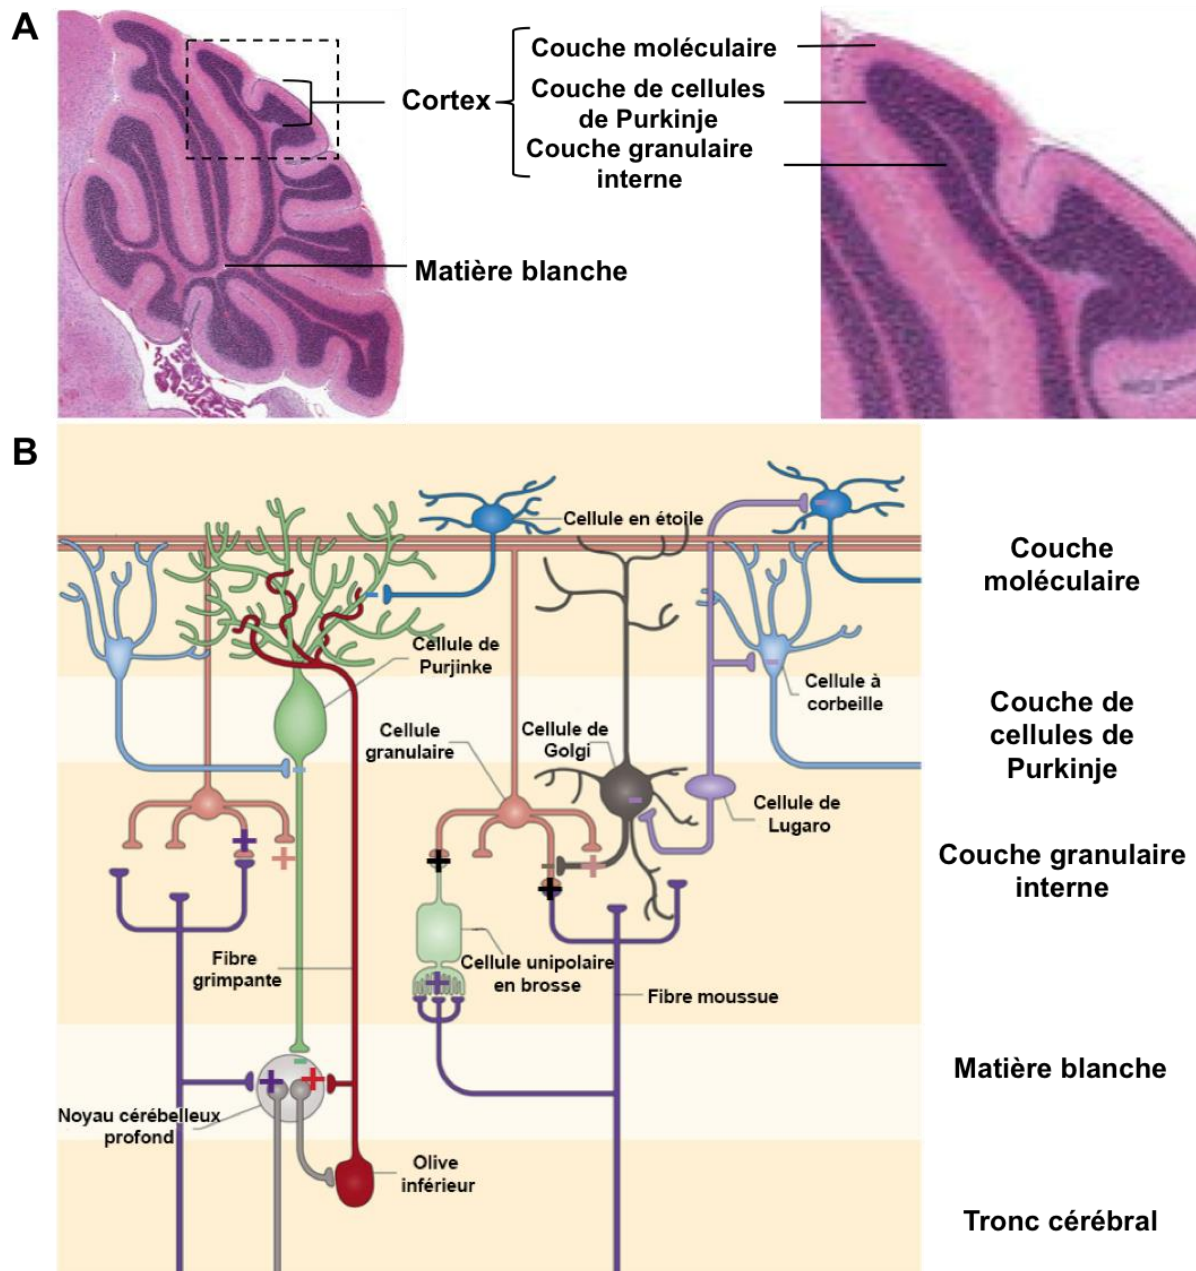 A
Couche moléculaire
Couche de cellules
de Purkinje
Couche granulaire
interne
Cortex
Matière blanche
B
Cellule en étoile
Couche
moléculaire
Cellule de
Purjinke
Cellule à
corbeille
Couche de
cellules de
Purkinje
Cellule
granulaire
Cellule de
Golgi
Cellule de
Lugaro
Couche granulaire
interne
Fibre
grimpante
Cellule unipolaire
en brosse
Fibre moussue
Matière blanche
Noyau cérébelleux
profond
Olive
inférieur
Tronc cérébral